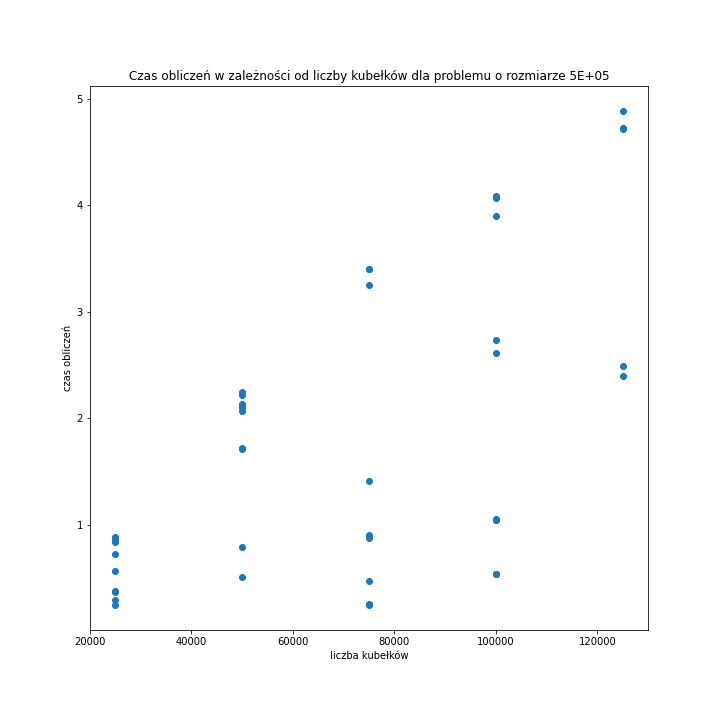 Czas obliczeń w zależności od liczby kubełków dla problemu o rozmiarze 5E+05
5
4
3
2
1
czas obliczeń
20000 40000 60000 80000 100000 120000
liczba kubełków